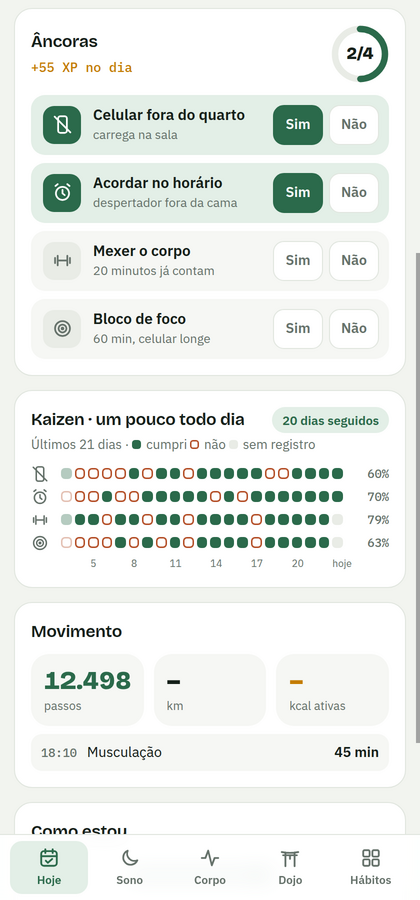 Âncoras
+55 XP no dia
2/4
Celular fora do quarto
carrega na sala
Sim Não
Acordar no horário
despertador fora da cama
Sim Não
Mexer o corpo
20 minutos já contam
Sim Não
Bloco de foco
60 min, celular longe
Sim Não
Kaizen · um pouco todo dia
20 dias seguidos
Últimos 21 dias · cumpri não sem registro
60%
70%
79%
63%
5 8 11 14 17 20 hoje
Movimento
12.498
passos
–
km
–
kcal ativas
18:10 Musculação 45 min
Como estou
Hoje Sono Corpo Dojo Hábitos